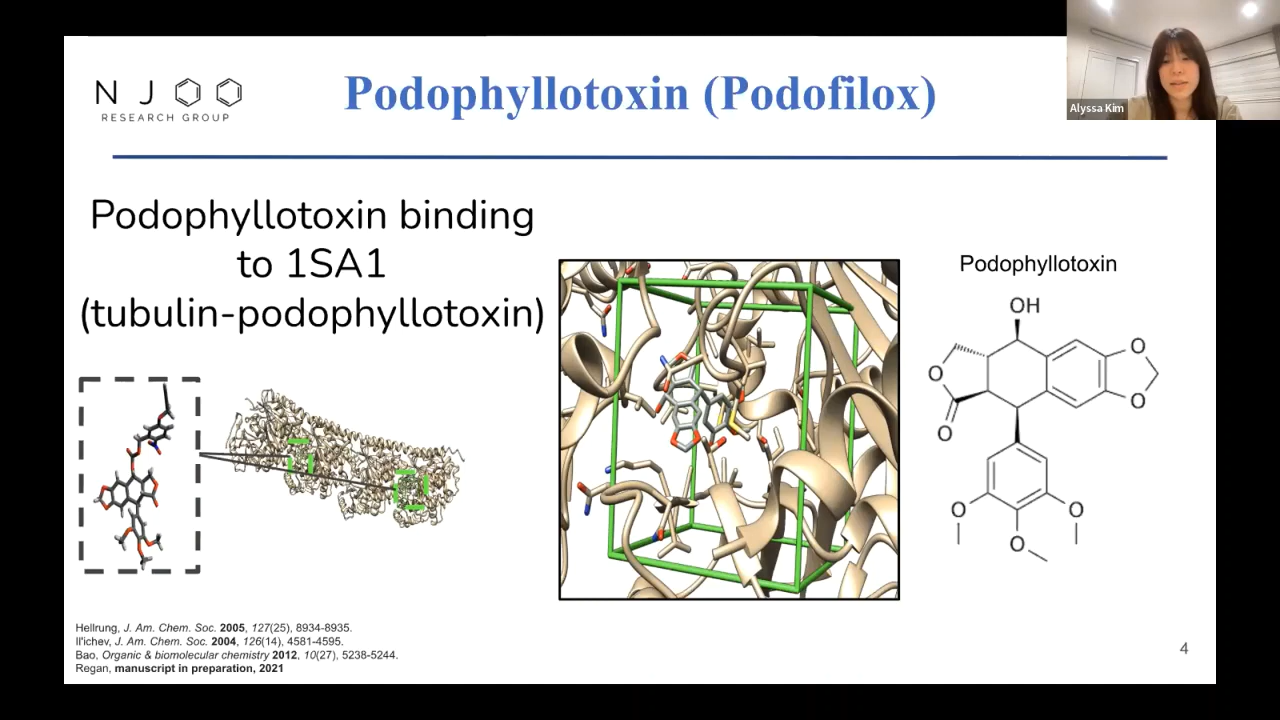 N J
RESEARCH GROUP
Podophyllotoxin (Podofilox)
Alyssa Kim
Podophyllotoxin binding
to 1SA1
(tubulin-podophyllotoxin)
Podophyllotoxin
OH
O
O
O
O
O
O
O
Hellrung, J. Am. Chem. Soc. 2005, 127(25), 8934-8935.
Il'ichev, J. Am. Chem. Soc. 2004, 126(14), 4581-4595.
Bao, Organic & biomolecular chemistry 2012, 10(27), 5238-5244.
Regan, manuscript in preparation, 2021
4